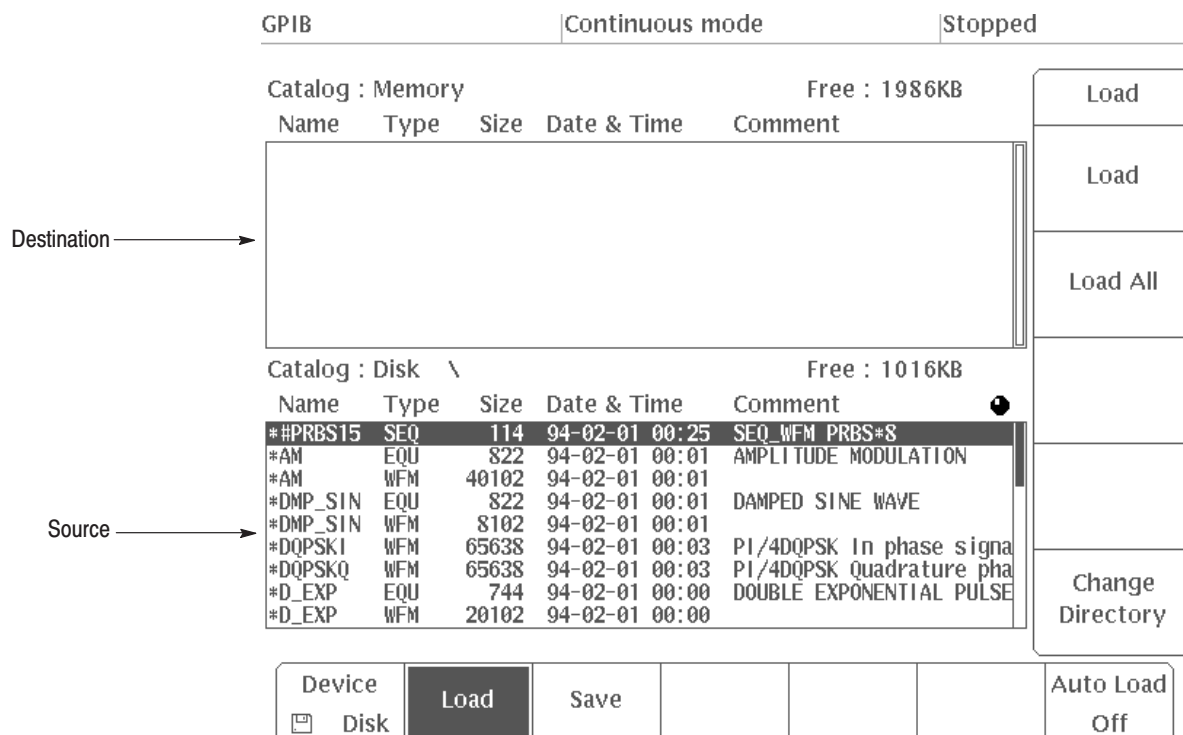 GPIB Continuous mode Stopped
Catalog : Memory Free : 1986KB
Name Type Size Date & Time Comment
Destination
Catalog : Disk \ Free : 1016KB
Name Type Size Date & Time Comment
*#PRBS15 SEQ 114 94-02-01 00:25 SEQ_WFM PRBS*8
*AM EQU 822 94-02-01 00:01 AMPLITUDE MODULATION
*AM WFM 40102 94-02-01 00:01
*DMP_SIN EQU 822 94-02-01 00:01 DAMPED SINE WAVE
*DMP_SIN WFM 8102 94-02-01 00:01
Source
*DQPSKI WFM 65638 94-02-01 00:03 PI/4DQPSK In phase signa
*DQPSKQ WFM 65638 94-02-01 00:03 PI/4DQPSK Quadrature pha
*D_EXP EQU 744 94-02-01 00:00 DOUBLE EXPONENTIAL PULSE
*D_EXP WFM 20102 94-02-01 00:00
Load
Load
Load All
Change
Directory
Device
Disk
Load
Save
Auto Load
Off